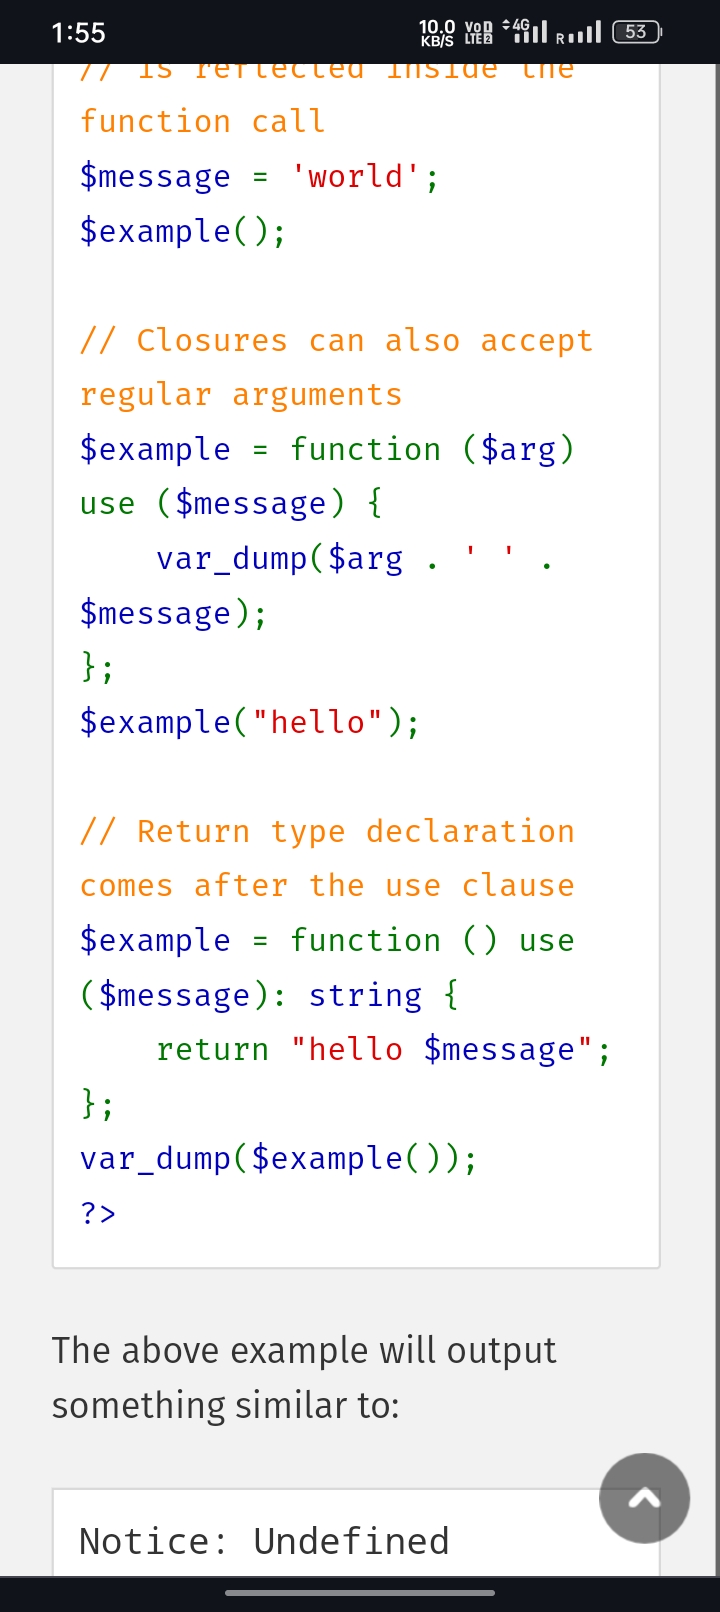 1:55
10.0 KB/S
VoD LTE2
4G
R
53
// is reflected inside the
function call
$message = 'world';
$example();
// Closures can also accept
regular arguments
$example = function ($arg)
use ($message) {
    var_dump($arg . ' ' .
$message);
};
$example("hello");
// Return type declaration
comes after the use clause
$example = function () use
($message): string {
    return "hello $message";
};
var_dump($example());
?>
The above example will output
something similar to:
Notice: Undefined